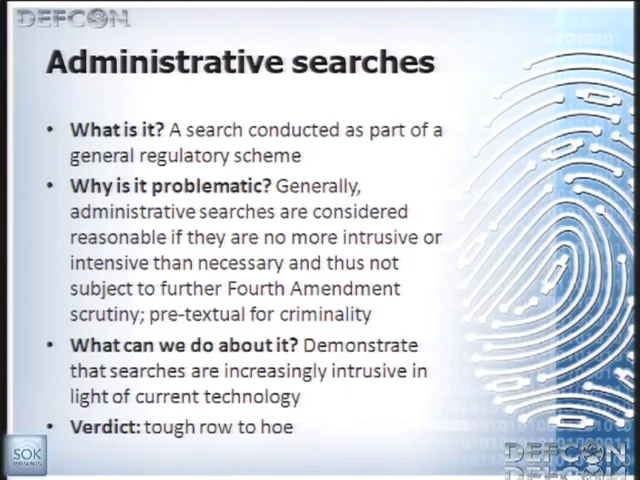 DEFCON
Administrative searches
• What is it? A search conducted as part of a
general regulatory scheme
• Why is it problematic? Generally,
administrative searches are considered
reasonable if they are no more intrusive or
intensive than necessary and thus not
subject to further Fourth Amendment
scrutiny; pre-textual for criminality
• What can we do about it? Demonstrate
that searches are increasingly intrusive in
light of current technology
• Verdict: tough row to hoe
SOK
DEFCON